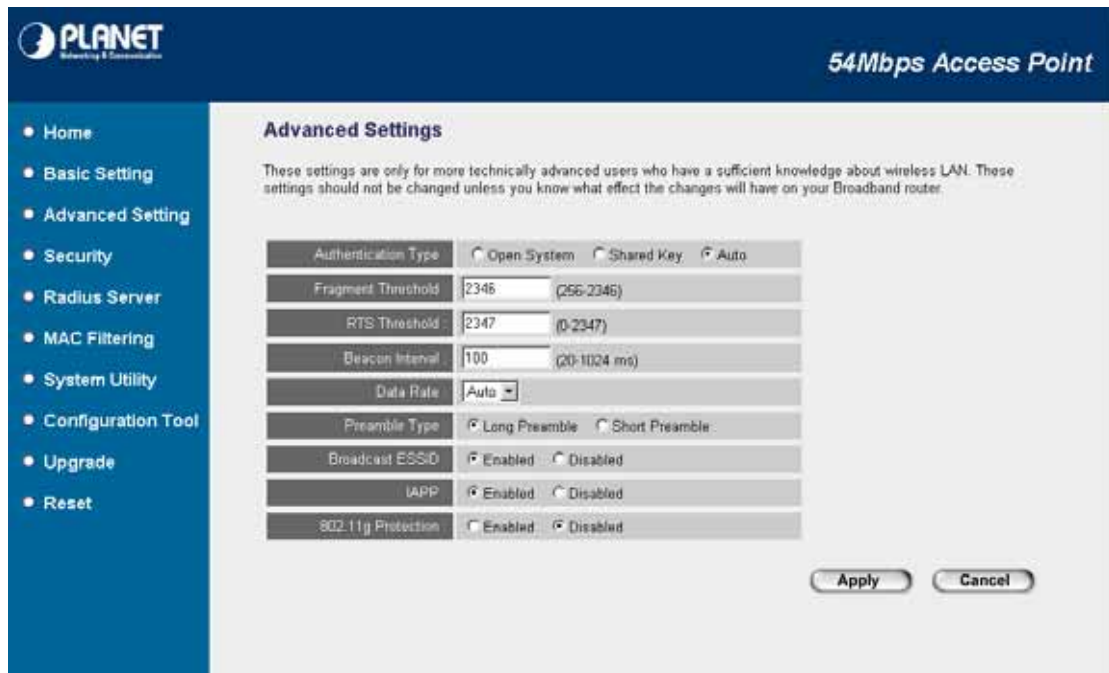 PLANET
Networking & Communication
54Mbps Access Point
Home
Basic Setting
Advanced Setting
Security
Radius Server
MAC Filtering
System Utility
Configuration Tool
Upgrade
Reset
Advanced Settings
These settings are only for more technically advanced users who have a sufficient knowledge about wireless LAN. These
settings should not be changed unless you know what effect the changes will have on your Broadband router.
Authentication Type Open System Shared Key Auto
Fragment Threshold 2346 (256-2346)
RTS Threshold : 2347 (0-2347)
Beacon Interval : 100 (20-1024 ms)
Data Rate Auto
Preamble Type Long Preamble Short Preamble
Broadcast ESSID Enabled Disabled
IAPP Enabled Disabled
802.11g Protection Enabled Disabled
Apply Cancel